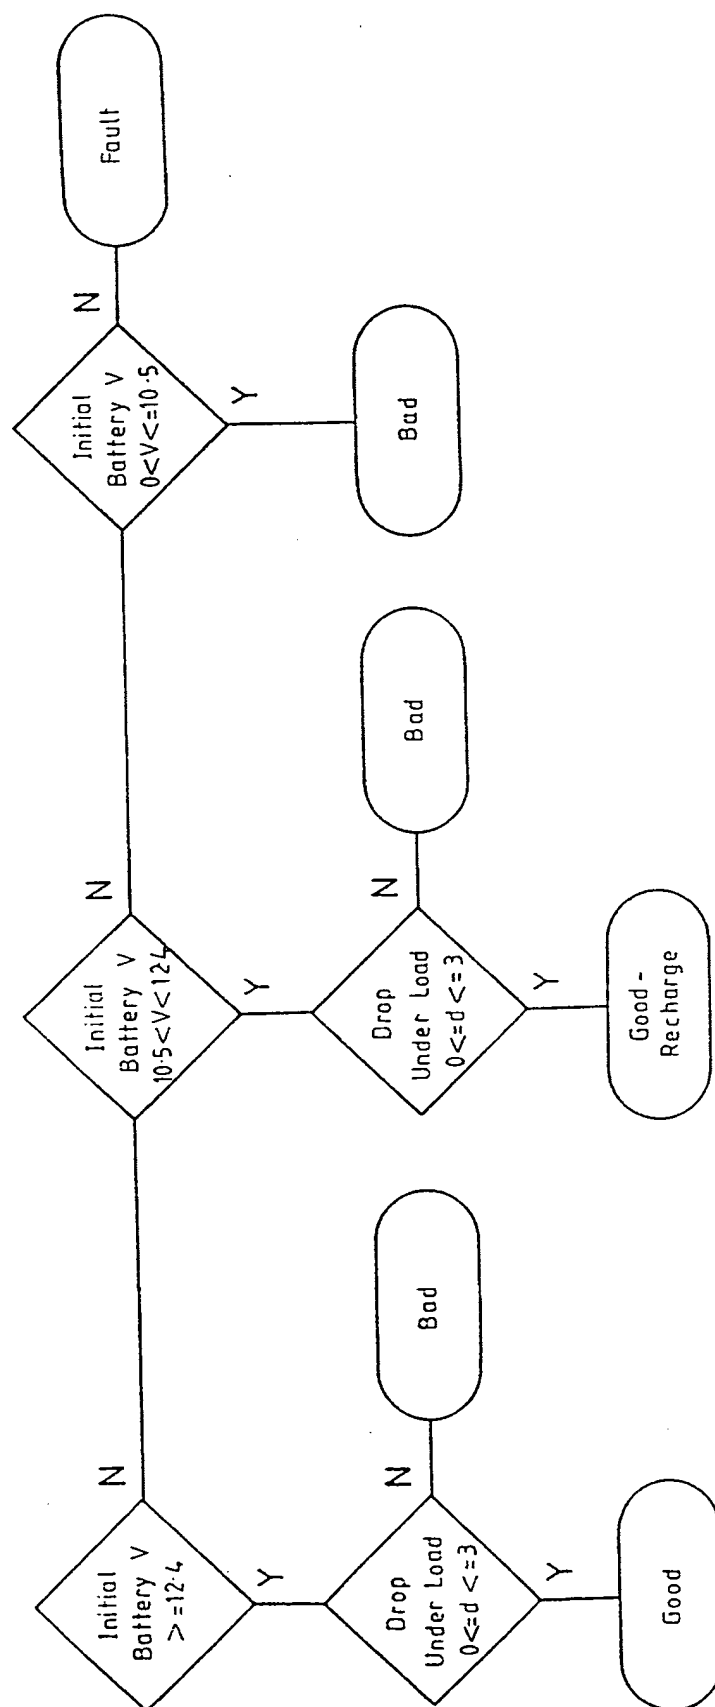 Initial
Battery V
>=12·4
N
Initial
Battery V
10·5<V<12·4
N
Initial
Battery V
0<V<=10·5
N
Fault
Y
Y
Y
Drop
Under Load
0<=d<=3
N
Bad
Drop
Under Load
0<=d<=3
N
Bad
Bad
Y
Y
Good
Good -
Recharge